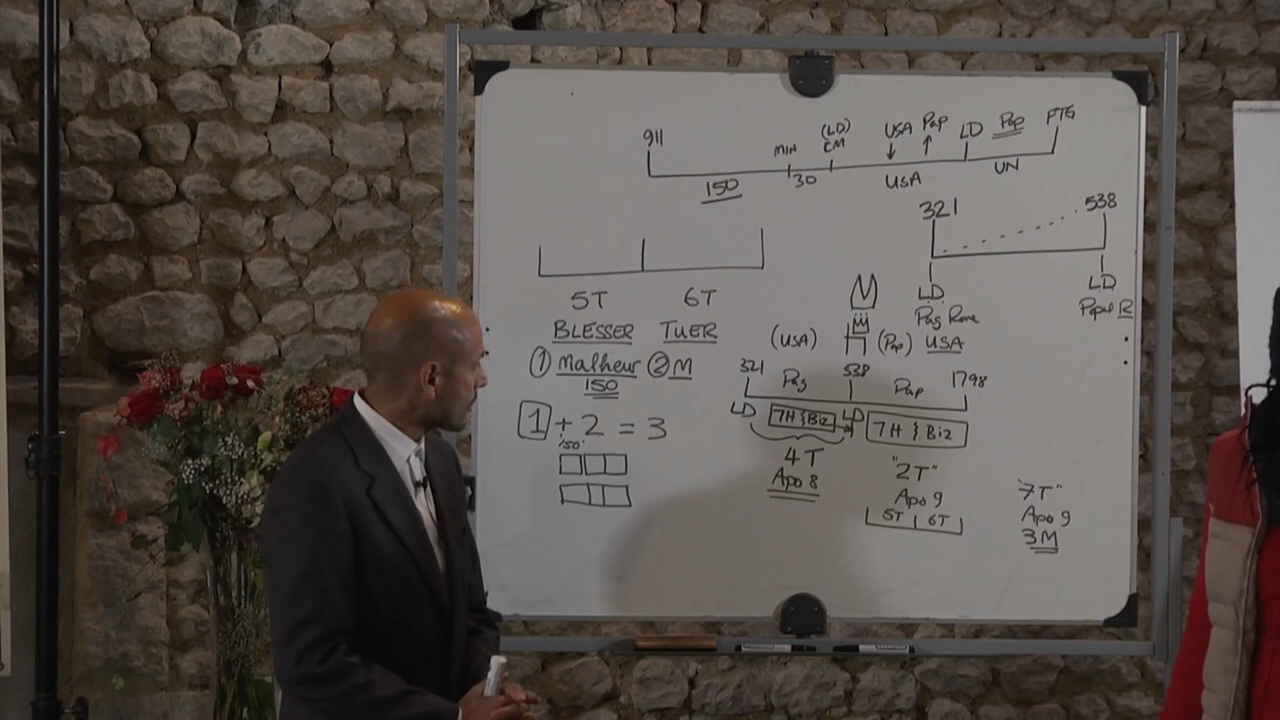 911 MIN (LD) CM USA Pap LD Pap FTG
150 30 USA UN
321 538
LD LD
Pag Rome Papal R
5T 6T
BLESSER TUER
① Malheur ② M
150
1 + 2 = 3
150
(USA) (Pap) USA
321 Pag 538 Pap 1798
LD 7H & Biz LD 7H & Biz
4T "2T"
Apo 8 Apo 9
5T 6T
"7T"
Apo 9
3M